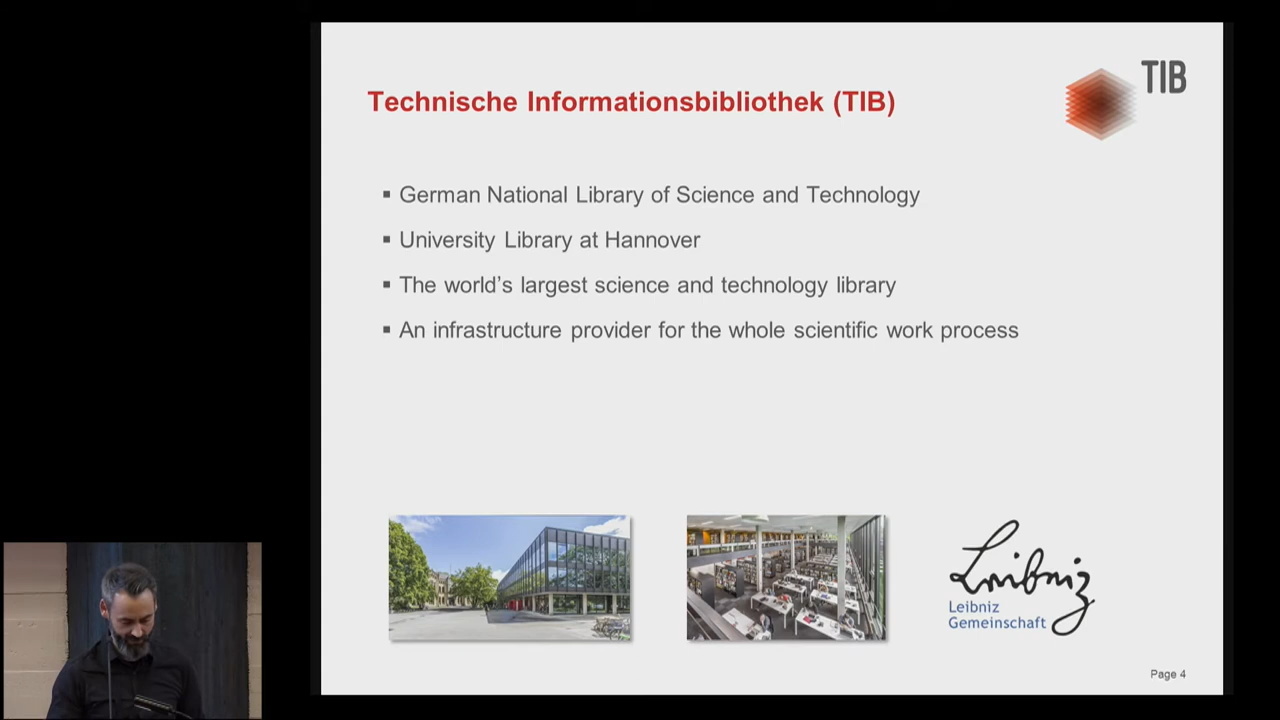 Technische Informationsbibliothek (TIB)
TIB
▪ German National Library of Science and Technology
▪ University Library at Hannover
▪ The world's largest science and technology library
▪ An infrastructure provider for the whole scientific work process
Leibniz
Leibniz
Gemeinschaft
Page 4